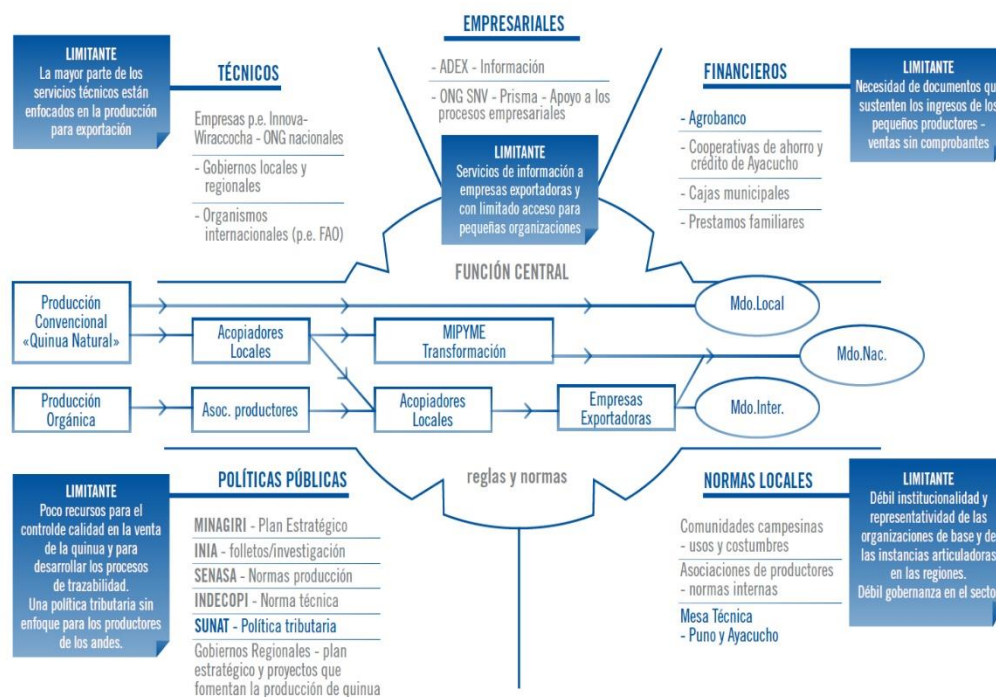 LIMITANTE
La mayor parte de los
servicios técnicos están
enfocados en la producción
para exportación
TÉCNICOS
Empresas p.e. Innova-
Wiraccocha - ONG nacionales
- Gobiernos locales y
regionales
- Organismos
internacionales (p.e. FAO)
EMPRESARIALES
- ADEX - Información
- ONG SNV - Prisma - Apoyo a los
procesos empresariales
LIMITANTE
Servicios de información a
empresas exportadoras y
con limitado acceso para
pequeñas organizaciones
FINANCIEROS
- Agrobanco
- Cooperativas de ahorro y
crédito de Ayacucho
- Cajas municipales
- Prestamos familiares
LIMITANTE
Necesidad de documentos qu
sustenten los ingresos de los
pequeños productores -
ventas sin comprobantes
FUNCIÓN CENTRAL
Producción
Convencional
«Quinua Natural»
Acopiadores
Locales
MIPYME
Transformación
Mdo.Local
Mdo.Nac.
Producción
Orgánica
Asoc. productores
Acopiadores
Locales
Empresas
Exportadoras
Mdo.Inter.
reglas y normas
LIMITANTE
Poco recursos para el
controlde calidad en la venta
de la quinua y para
desarrollar los procesos
de trazabilidad.
Una política tributaria sin
enfoque para los productores
de los andes.
POLÍTICAS PÚBLICAS
MINAGIRI - Plan Estratégico
INIA - folletos/investigación
SENASA - Normas producción
INDECOPI - Norma técnica
SUNAT - Política tributaria
Gobiernos Regionales - plan
estratégico y proyectos que
fomentan la producción de quinua
NORMAS LOCALES
Comunidades campesinas
- usos y costumbres
Asociaciones de productores
- normas internas
Mesa Técnica
- Puno y Ayacucho
LIMITANTE
Débil institucionalidad y
representatividad de las
organizaciones de base y de
las instancias articuladoras
en las regiones.
Débil gobernanza en el secto